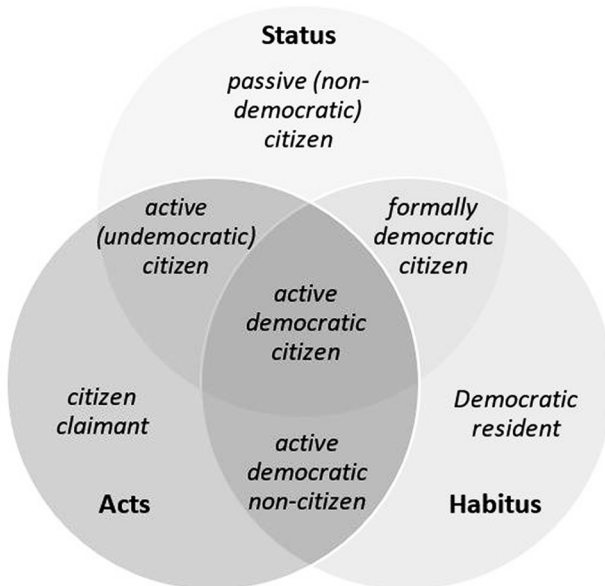 Status
passive (non-
democratic)
citizen
active
(undemocratic)
citizen
formally
democratic
citizen
active
democratic
citizen
citizen
claimant
Democratic
resident
active
democratic
non-citizen
Acts
Habitus